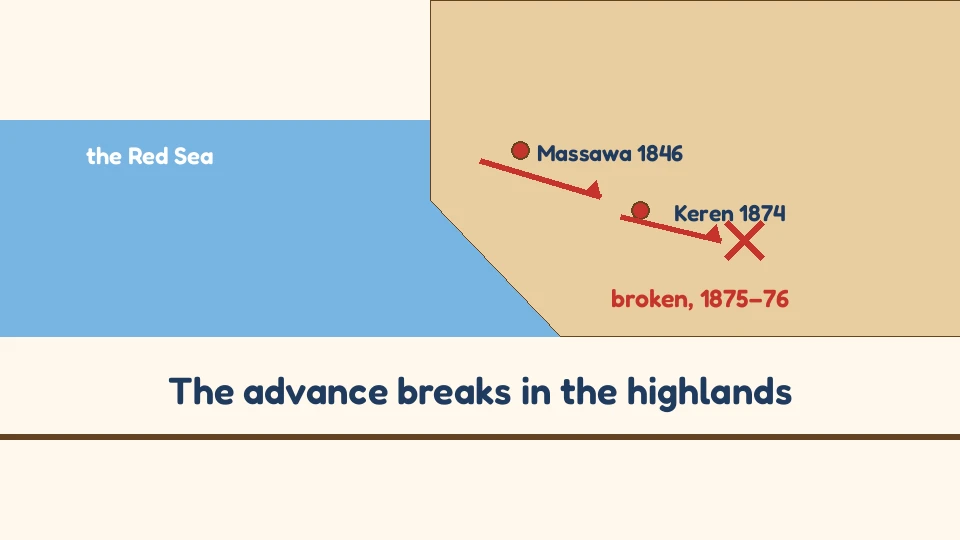 the Red Sea
Massawa 1846
Keren 1874
broken, 1875–76
The advance breaks in the highlands